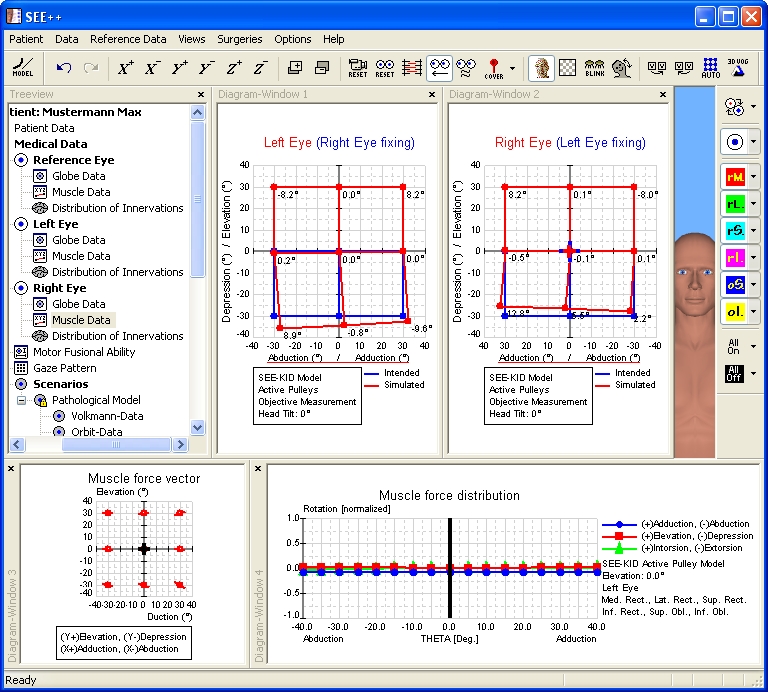 SEE++
Patient Data Reference Data Views Surgeries Options Help
MODEL X+ X- Y+ Y- Z+ Z- RESET RESET COVER BLINK AUTO 3D VOG
Treeview
tient: Mustermann Max
Patient Data
Medical Data
Reference Eye
Globe Data
Muscle Data
Distribution of Innervations
Left Eye
Globe Data
Muscle Data
Distribution of Innervations
Right Eye
Globe Data
Muscle Data
Distribution of Innervations
Motor Fusional Ability
Gaze Pattern
Scenarios
Pathological Model
Volkmann-Data
Orbit-Data
Diagram-Window 1
Left Eye (Right Eye fixing)
Depression (°) / Elevation (°)
40
30
20
10
0
-10
-20
-30
-40
-8.2° 0.0° 8.2°
0.2° 0.0° 0.0°
8.9° -0.8° -9.6°
40 30 20 10 0 10 20 30 40
Abduction (°) / Adduction (°)
SEE-KID Model
Active Pulleys
Objective Measurement
Head Tilt: 0°
Intended
Simulated
Diagram-Window 2
Right Eye (Left Eye fixing)
Depression (°) / Elevation (°)
40
30
20
10
0
-10
-20
-30
-40
8.2° 0.1° -8.0°
-0.5° -0.1° 0.1°
12.8° 5.5° 2.2°
40 30 20 10 0 -10 -20 -30 -40
Adduction (°) / Abduction (°)
SEE-KID Model
Active Pulleys
Objective Measurement
Head Tilt: 0°
Intended
Simulated
rM.
rL.
rS.
rI.
oS.
oI.
All
On
All
Off
Diagram-Window 3
Muscle force vector
Elevation (°)
40
30
20
10
0
-10
-20
-30
-40
-40 -30 -20 -10 0 10 20 30 40
Duction (°)
(Y+)Elevation, (Y-)Depression
(X+)Adduction, (X-)Abduction
Diagram-Window 4
Muscle force distribution
Rotation [normalized]
1.0
0.5
0.0
-0.5
-1.0
-40.0 -30.0 -20.0 -10.0 0.0 10.0 20.0 30.0 40.0
Abduction THETA [Deg.] Adduction
(+)Adduction, (-)Abduction
(+)Elevation, (-)Depression
(+)Intorsion, (-)Extorsion
SEE-KID Active Pulley Model
Elevation: 0.0°
Left Eye
Med. Rect., Lat. Rect., Sup. Rect.
Inf. Rect., Sup. Obl., Inf. Obl.
Ready